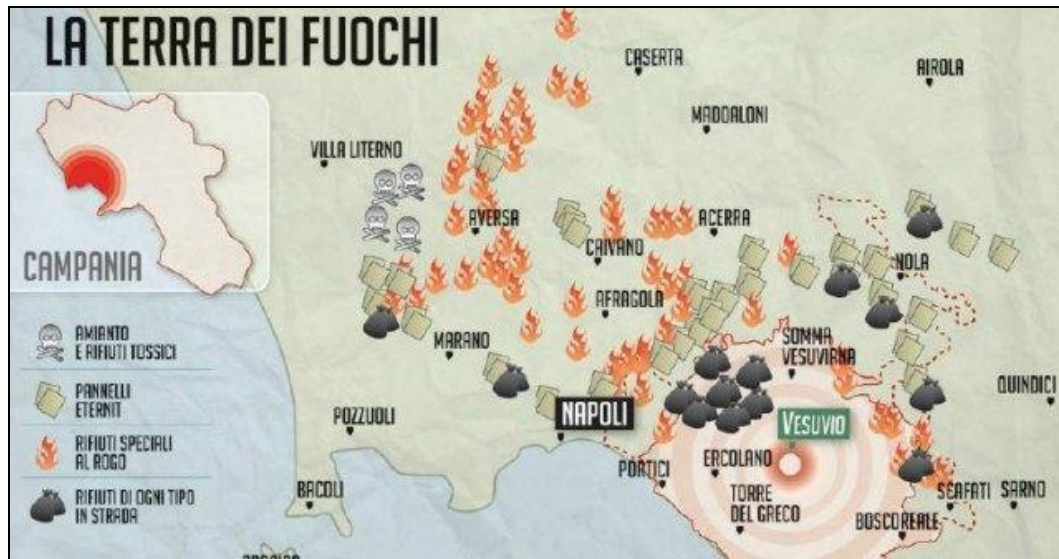 LA TERRA DEI FUOCHI
CASERTA
AIROLA
MADDALONI
VILLA LITERNO
AVERSA
ACERRA
CAIVANO
NOLA
CAMPANIA
AFRAGOLA
AMIANTO
E RIFIUTI TOSSICI
MARANO
SOMMA
VESUVIANA
QUINDICI
PANNELLI
ETERNIT
POZZUOLI
NAPOLI
VESUVIO
RIFIUTI SPECIALI
AL ROGO
PORTICI
ERCOLANO
BACOLI
TORRE
DEL GRECO
SCAFATI
SARNO
RIFIUTI DI OGNI TIPO
IN STRADA
BOSCOREALE